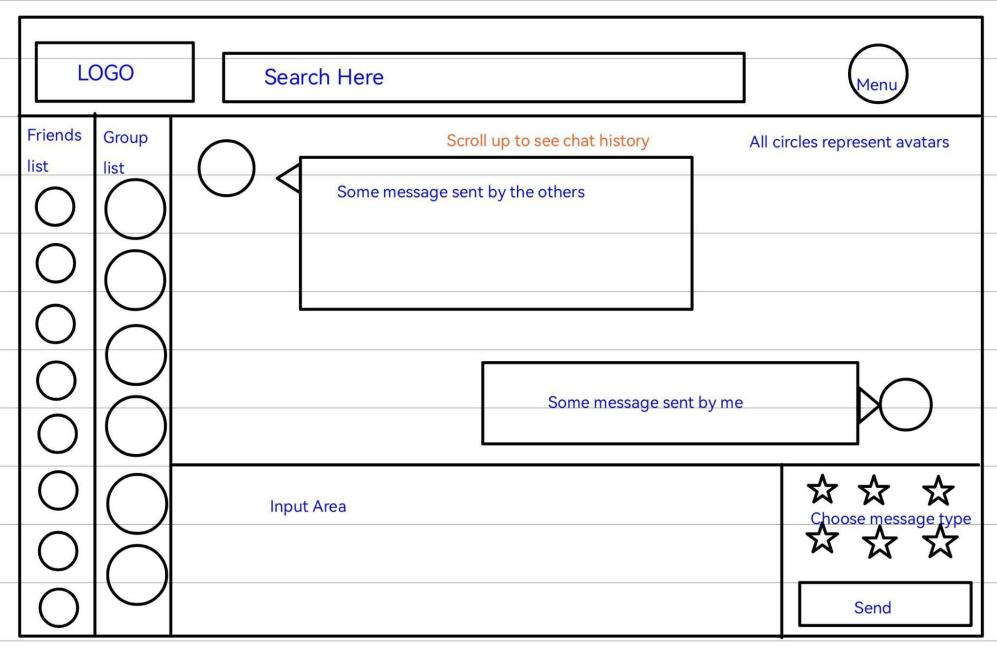 LOGO
Search Here
Menu
Friends
list
Group
list
Scroll up to see chat history
All circles represent avatars
Some message sent by the others
Some message sent by me
Input Area
Choose message type
Send